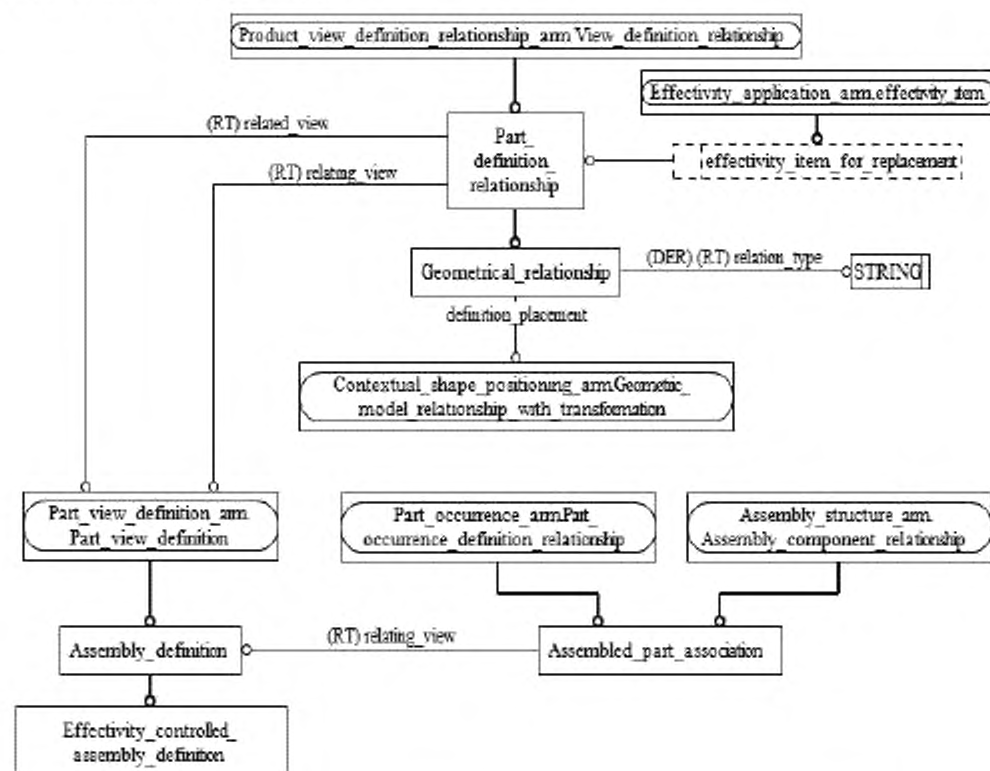 Product_view_definition_relationship_arm.View_definition_relationship
Effectivity_application_arm.effectivity_item
(RT) related_view
Part_
definition_
relationship
effectivity_item_for_replacement
(RT) relating_view
Geometrical_relationship
(DER) (RT) relation_type
STRING
definition_placement
Contextual_shape_positioning_arm.Geometric_
model_relationship_with_transformation
Part_view_definition_arm.
Part_view_definition
Part_occurrence_arm.Part_
occurrence_definition_relationship
Assembly_structure_arm.
Assembly_component_relationship
Assembly_definition
(RT) relating_view
Assembled_part_association
Effectivity_controlled_
assembly_definition